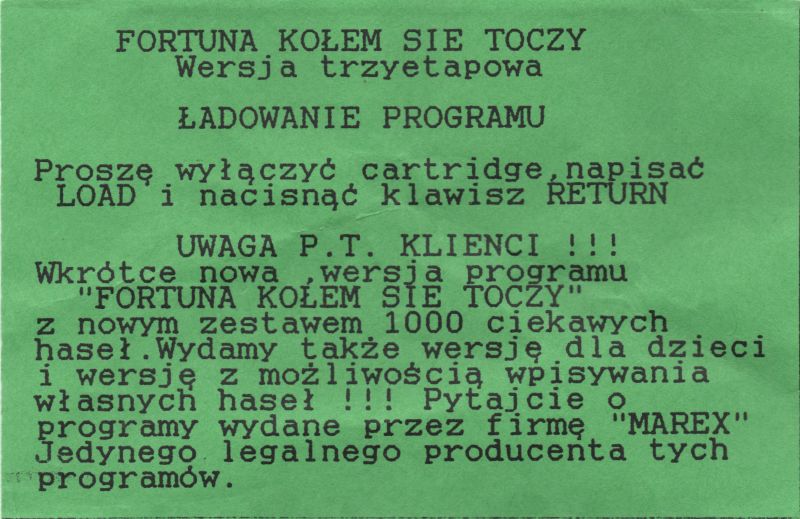 FORTUNA KOŁEM SIE TOCZY
Wersja trzyetapowa
ŁADOWANIE PROGRAMU
Proszę wyłączyć cartridge,napisać
LOAD i nacisnąć klawisz RETURN
UWAGA P.T. KLIENCI !!!
Wkrótce nowa ,wersja programu
"FORTUNA KOŁEM SIE TOCZY"
z nowym zestawem 1000 ciekawych
haseł.Wydamy także wersję dla dzieci
i wersję z możliwością wpisywania
własnych haseł !!! Pytajcie o
programy wydane przez firmę "MAREX"
Jedynego legalnego producenta tych
programów.